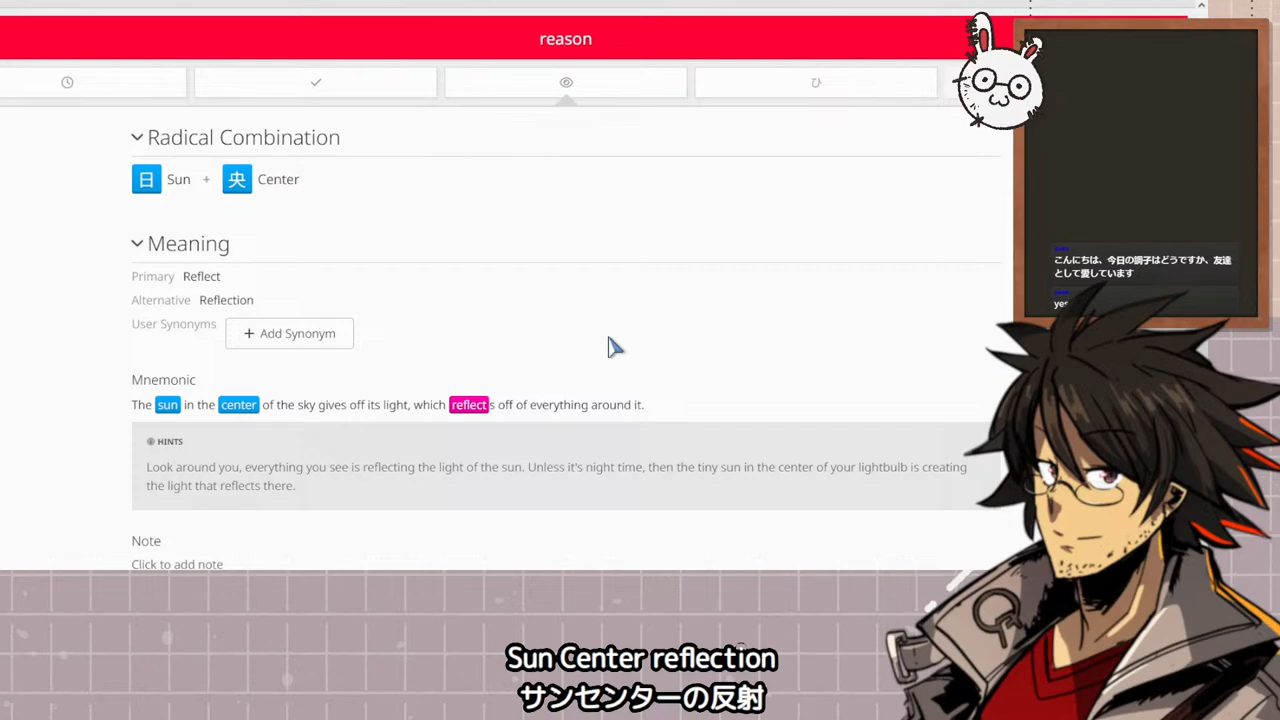 reason
ひ
Radical Combination
日 Sun + 央 Center
Meaning
Primary Reflect
Alternative Reflection
User Synonyms + Add Synonym
Mnemonic
The sun in the center of the sky gives off its light, which reflects off of everything around it.
HINTS
Look around you, everything you see is reflecting the light of the sun. Unless it's night time, then the tiny sun in the center of your lightbulb is creating
the light that reflects there.
Note
Click to add note
こんにちは、今日の調子はどうですか、友達
として愛しています
yes
Sun Center reflection
サンセンターの反射